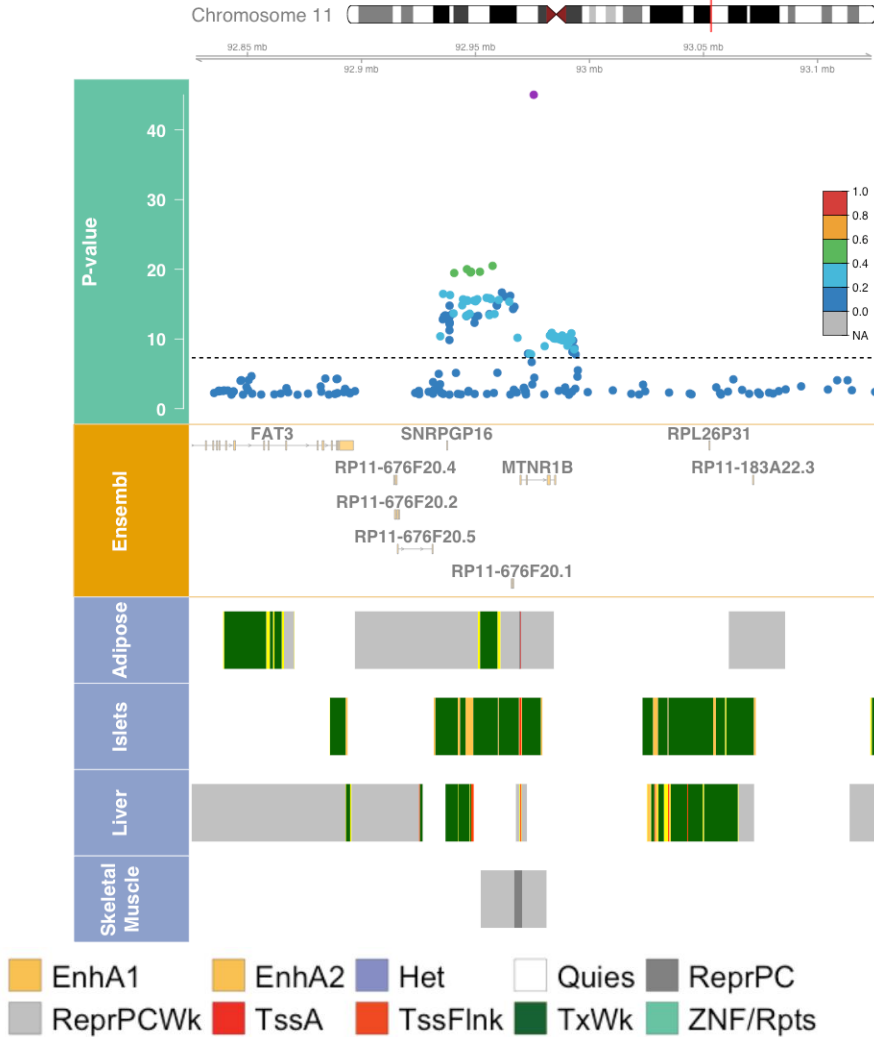 Chromosome 11
92.85 mb 92.95 mb 93.05 mb
92.9 mb 93 mb 93.1 mb
P-value
40
30
20
10
0
1.0
0.8
0.6
0.4
0.2
0.0
NA
Ensembl
FAT3 SNRPGP16 RPL26P31
RP11-676F20.4 MTNR1B RP11-183A22.3
RP11-676F20.2
RP11-676F20.5
RP11-676F20.1
Adipose
Islets
Liver
Skeletal
Muscle
EnhA1 EnhA2 Het Quies ReprPC
ReprPCWk TssA TssFlnk TxWk ZNF/Rpts